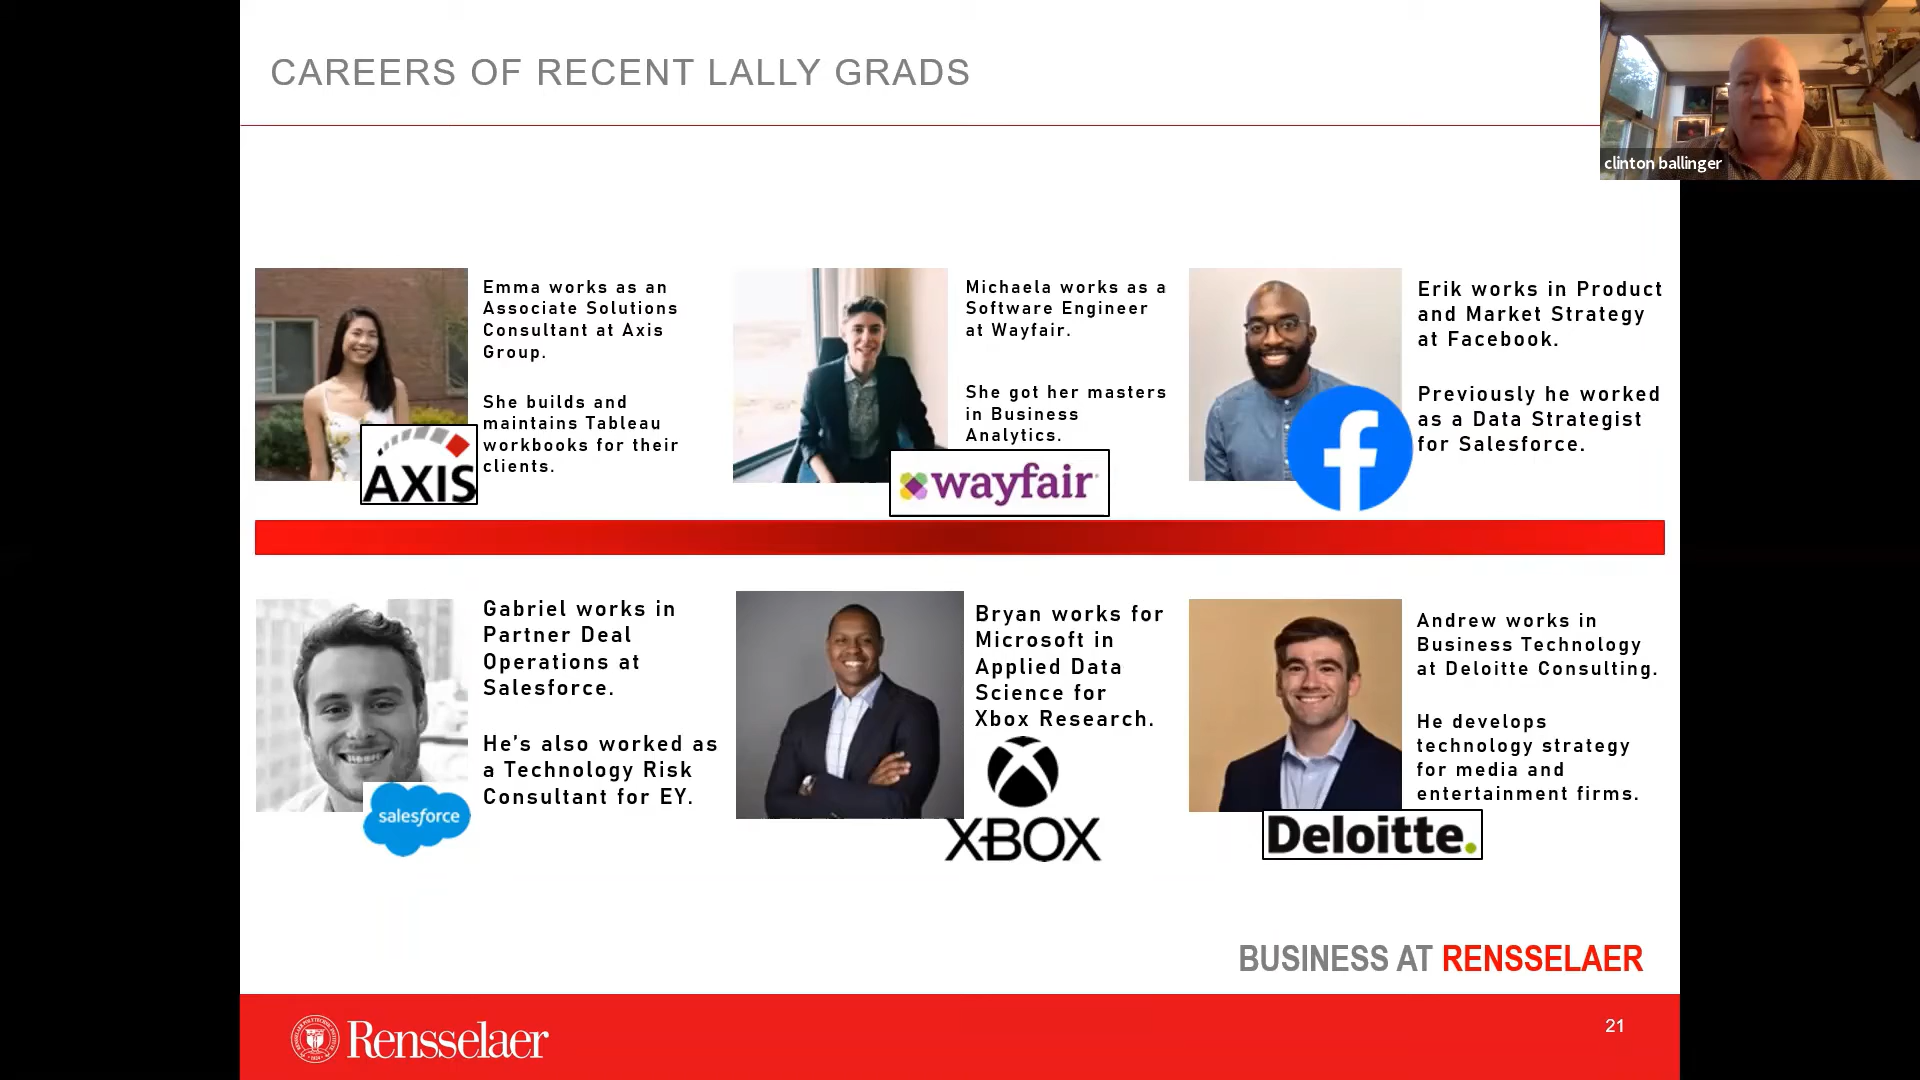 CAREERS OF RECENT LALLY GRADS
clinton ballinger
Emma works as an
Associate Solutions
Consultant at Axis
Group.
She builds and
maintains Tableau
workbooks for their
clients.
AXIS
Michaela works as a
Software Engineer
at Wayfair.
She got her masters
in Business
Analytics.
wayfair
Erik works in Product
and Market Strategy
at Facebook.
Previously he worked
as a Data Strategist
for Salesforce.
f
Gabriel works in
Partner Deal
Operations at
Salesforce.
He's also worked as
a Technology Risk
Consultant for EY.
salesforce
Bryan works for
Microsoft in
Applied Data
Science for
Xbox Research.
XBOX
Andrew works in
Business Technology
at Deloitte Consulting.
He develops
technology strategy
for media and
entertainment firms.
Deloitte.
BUSINESS AT RENSSELAER
Rensselaer
21